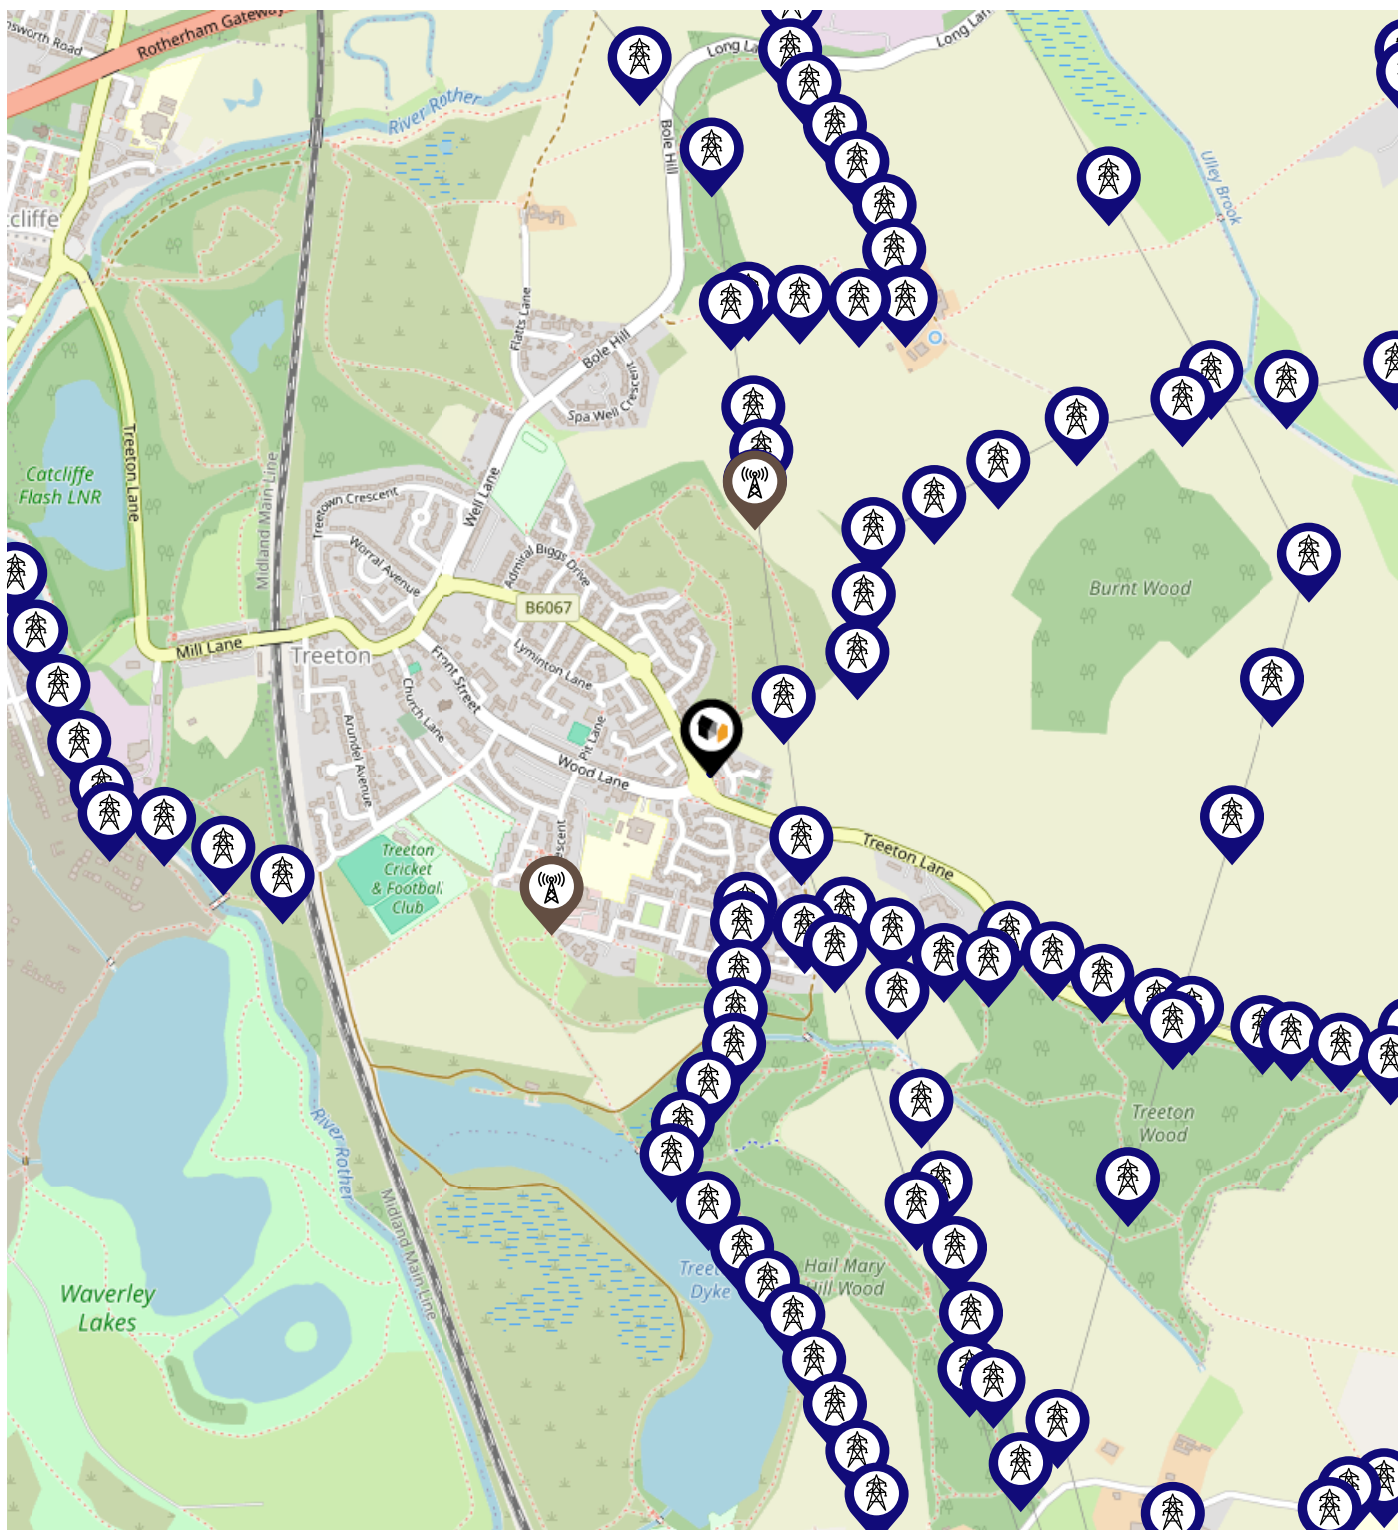 Rotherham Gateway
River Rother
Long Lane
Bole Hill
Ulley Brook
Flatts Lane
Bole Hill
Spa Well Crescent
Catcliffe
Flash LNR
Treeton Lane
Midland Main Line
Treetown Crescent
Well Lane
Worral Avenue
Admiral Biggs Drive
B6067
Burnt Wood
Mill Lane
Treeton
Front Street
Lyminton Lane
Church Lane
Arundel Avenue
Pit Lane
Wood Lane
Treeton Lane
Treeton
Cricket
& Football
Club
River Rother
Midland Main Line
Treeton
Wood
Hail Mary
Hill Wood
Dyke
Waverley
Lakes